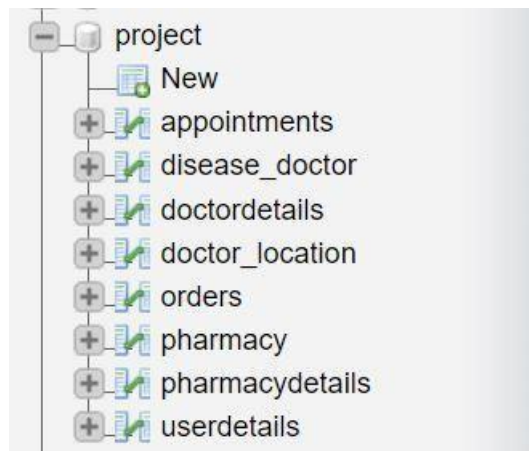 project
New
appointments
disease_doctor
doctordetails
doctor_location
orders
pharmacy
pharmacydetails
userdetails